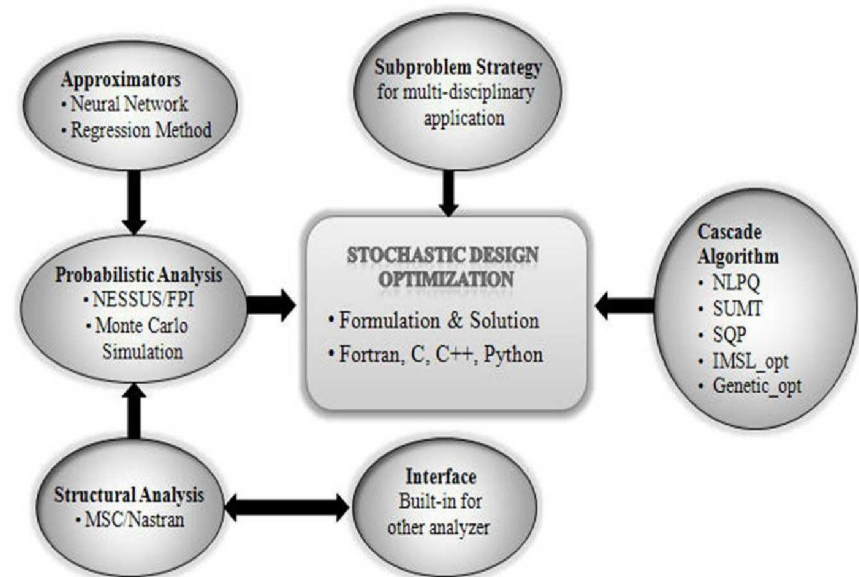 Approximators
• Neural Network
• Regression Method
Subproblem Strategy
for multi-disciplinary
application
Probabilistic Analysis
• NESSUS/FPI
• Monte Carlo
Simulation
STOCHASTIC DESIGN
OPTIMIZATION
• Formulation & Solution
• Fortran, C, C++, Python
Cascade
Algorithm
• NLPQ
• SUMT
• SQP
• IMSL_opt
• Genetic_opt
Structural Analysis
• MSC/Nastran
Interface
Built-in for
other analyzer